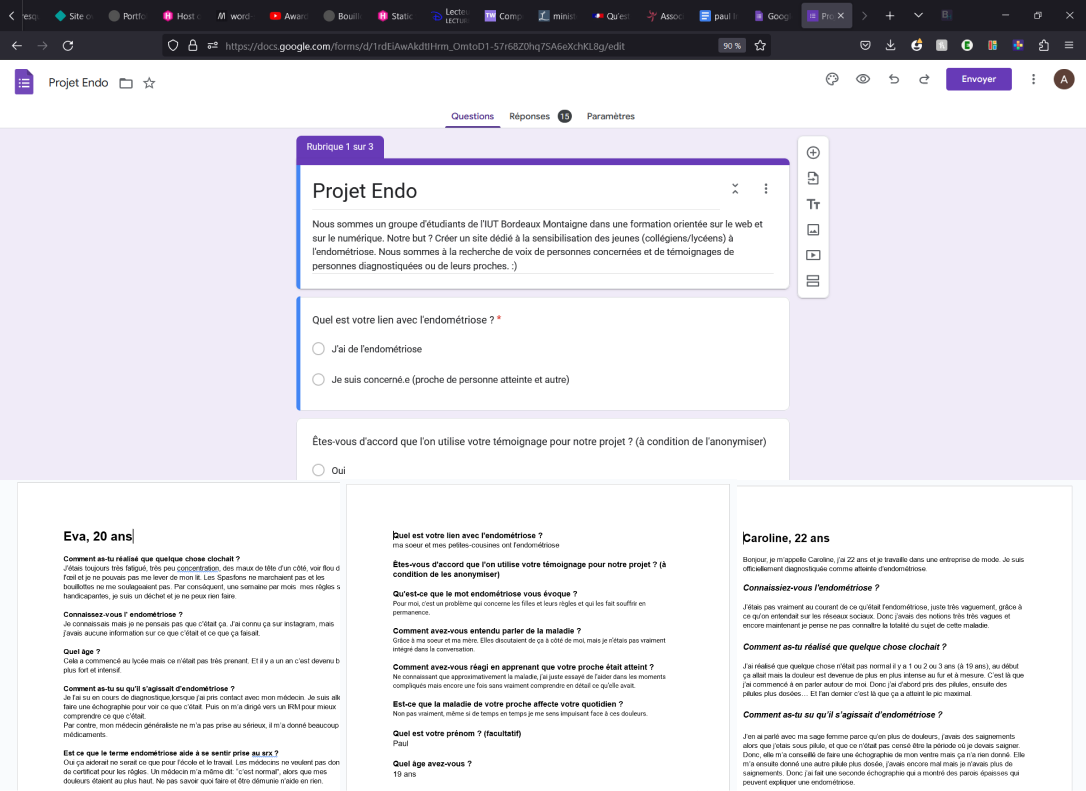 Site
Portfo
Host
word
Awarc
Bouill
Static
Lecteu
LECTUR
Comp
minist
Qu'est
Assoc
paul l
Goog
Pro
https://docs.google.com/forms/d/1rdEiAwAkdtIHrm_OmtoD1-57r68Z0hq7SA6eXchKL8g/edit
90 %
Projet Endo
Envoyer
A
Questions
Réponses 15
Paramètres
Rubrique 1 sur 3
Projet Endo
Nous sommes un groupe d'étudiants de l'IUT Bordeaux Montaigne dans une formation orientée sur le web et
sur le numérique. Notre but ? Créer un site dédié à la sensibilisation des jeunes (collégiens/lycéens) à
l'endométriose. Nous sommes à la recherche de voix de personnes concernées et de témoignages de
personnes diagnostiquées ou de leurs proches. :)
Quel est votre lien avec l'endométriose ? *
J'ai de l'endométriose
Je suis concerné.e (proche de personne atteinte et autre)
Êtes-vous d'accord que l'on utilise votre témoignage pour notre projet ? (à condition de l'anonymiser)
Oui
Eva, 20 ans
Comment as-tu réalisé que quelque chose clochait ?
J'étais toujours très fatigué, très peu concentration, des maux de tête d'un côté, voir flou d
l'œil et je ne pouvais pas me lever de mon lit. Les Spasfons ne marchaient pas et les
bouillottes ne me soulageaient pas. Par conséquent, une semaine par mois mes règles s
handicapantes, je suis un déchet et je ne peux rien faire.
Connaissez-vous l' endométriose ?
Je connaissais mais je ne pensais pas que c'était ça. J'ai connu ça sur instagram, mais
j'avais aucune information sur ce que c'était et ce que ça faisait.
Quel âge ?
Cela a commencé au lycée mais ce n'était pas très prenant. Et il y a un an c'est devenu b
plus fort et intensif.
Comment as-tu su qu'il s'agissait d'endométriose ?
Je l'ai su en cours de diagnostique,lorsque j'ai pris contact avec mon médecin. Je suis allé
faire une échographie pour voir ce que c'était. Puis on m'a dirigé vers un IRM pour mieux
comprendre ce que c'était.
Par contre, mon médecin généraliste ne m'a pas prise au sérieux, il m'a donné beaucoup
médicaments.
Est ce que le terme endométriose aide à se sentir prise au srx ?
Oui ça aiderait ne serait ce que pour l'école et le travail. Les médecins ne veulent pas don
de certificat pour les règles. Un médecin m'a même dit: "c'est normal", alors que mes
douleurs étaient au plus haut. Ne pas savoir quoi faire et être démunie n'aide en rien.
Quel est votre lien avec l'endométriose ?
ma soeur et mes petites-cousines ont l'endométriose
Êtes-vous d'accord que l'on utilise votre témoignage pour notre projet ? (à
condition de les anonymiser)
Qu'est-ce que le mot endométriose vous évoque ?
Pour moi, c'est un problème qui concerne les filles et leurs règles et qui les fait souffrir en
permanence.
Comment avez-vous entendu parler de la maladie ?
Grâce à ma soeur et ma mère. Elles discutaient de ça à côté de moi, mais je n'étais pas vraiment
intégré dans la conversation.
Comment avez-vous réagi en apprenant que votre proche était atteint ?
Ne connaissant que approximativement la maladie, j'ai juste essayé de l'aider dans les moments
compliqués mais encore une fois sans vraiment comprendre en détail ce qu'elle avait.
Est-ce que la maladie de votre proche affecte votre quotidien ?
Non pas vraiment, même si de temps en temps je me sens impuissant face à ces douleurs.
Quel est votre prénom ? (facultatif)
Paul
Quel âge avez-vous ?
19 ans
Caroline, 22 ans
Bonjour, je m'appelle Caroline, j'ai 22 ans et je travaille dans une entreprise de mode. Je suis
officiellement diagnostiquée comme atteinte d'endométriose.
Connaissiez-vous l'endométriose ?
J'étais pas vraiment au courant de ce qu'était l'endométriose, juste très vaguement, grâce à
ce qu'on entendait sur les réseaux sociaux. Donc j'avais des notions très très vagues et
encore maintenant je pense ne pas connaître la totalité du sujet de cette maladie.
Comment as-tu réalisé que quelque chose clochait ?
J'ai réalisé que quelque chose n'était pas normal il y a 1 ou 2 ou 3 ans (à 19 ans), au début
ça allait mais la douleur est devenue de plus en plus intense au fur et à mesure. C'est là que
j'ai commencé à en parler autour de moi. Donc j'ai d'abord pris des pilules, ensuite des
pilules plus dosées… Et l'an dernier c'est là que ça a atteint le pic maximal.
Comment as-tu su qu'il s'agissait d'endométriose ?
J'en ai parlé avec ma sage femme parce qu'en plus de douleurs, j'avais des saignements
alors que j'etais sous pilule, et que ce n'était pas censé être la période où je devais saigner.
Donc, elle m'a conseillé de faire une échographie de mon ventre mais ça n'a rien donné. Elle
m'a ensuite donné une autre pilule plus dosée, j'avais encore mal mais je n'avais plus de
saignements. Donc j'ai fait une seconde échographie qui a montré des parois épaisses qui
peuvent expliquer une endométriose.